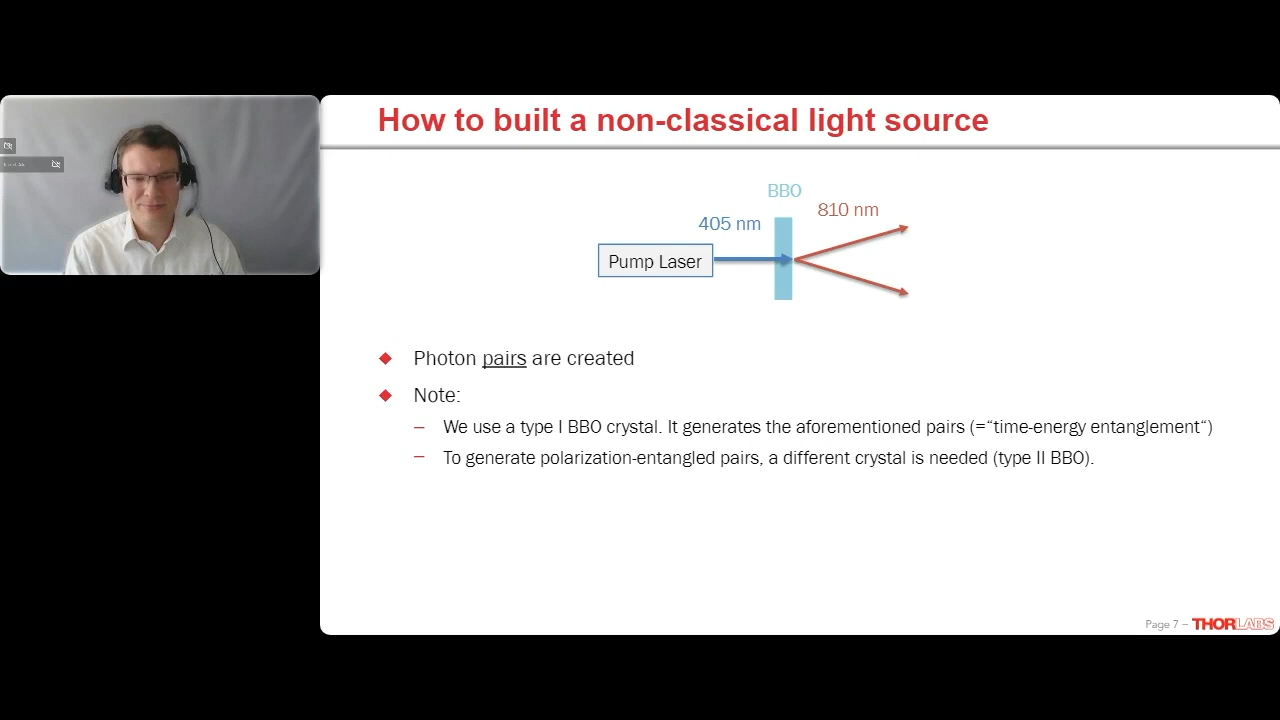 How to built a non-classical light source
BBO
810 nm
405 nm
Pump Laser
Photon pairs are created
Note:
– We use a type I BBO crystal. It generates the aforementioned pairs (=“time-energy entanglement“)
– To generate polarization-entangled pairs, a different crystal is needed (type II BBO).
Page 7 – THORLABS